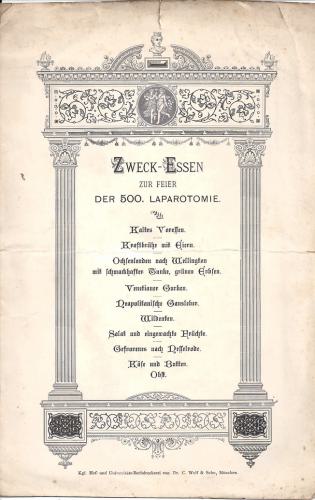 ZWECK-ESSEN
ZUR FEIER
DER 500. LAPAROTOMIE.
Kaltes Voressen.
Kraftbrühe mit Eiern.
Ochsenlenden nach Wellington
mit schmackhafter Tunke, grünen Erbsen.
Venetianer Gurken.
Neapolitanische Gansleber.
Wildenten.
Salat und eingemachte Früchte.
Gefrorenes nach Nesselrode.
Käse und Butter.
Obst.
Kgl. Hof- und Universitäts-Buchdruckerei von Dr. C. Wolf & Sohn, München.